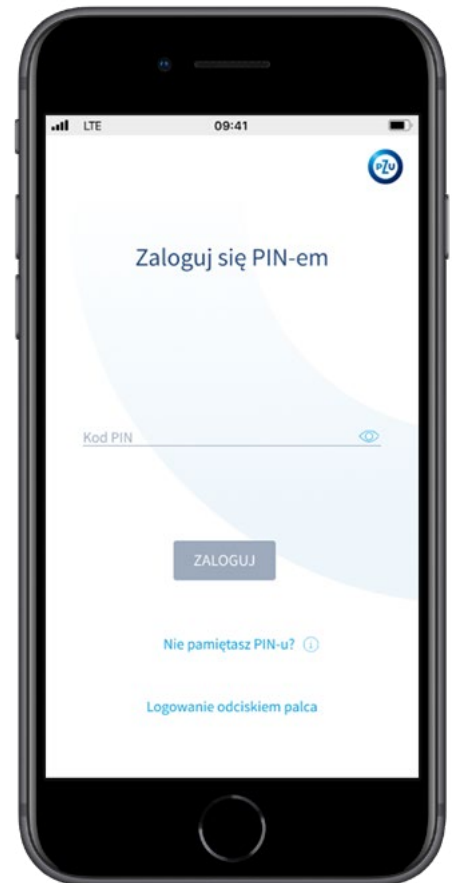 LTE 09:41
PZU
Zaloguj się PIN-em
Kod PIN
ZALOGUJ
Nie pamiętasz PIN-u? i
Logowanie odciskiem palca